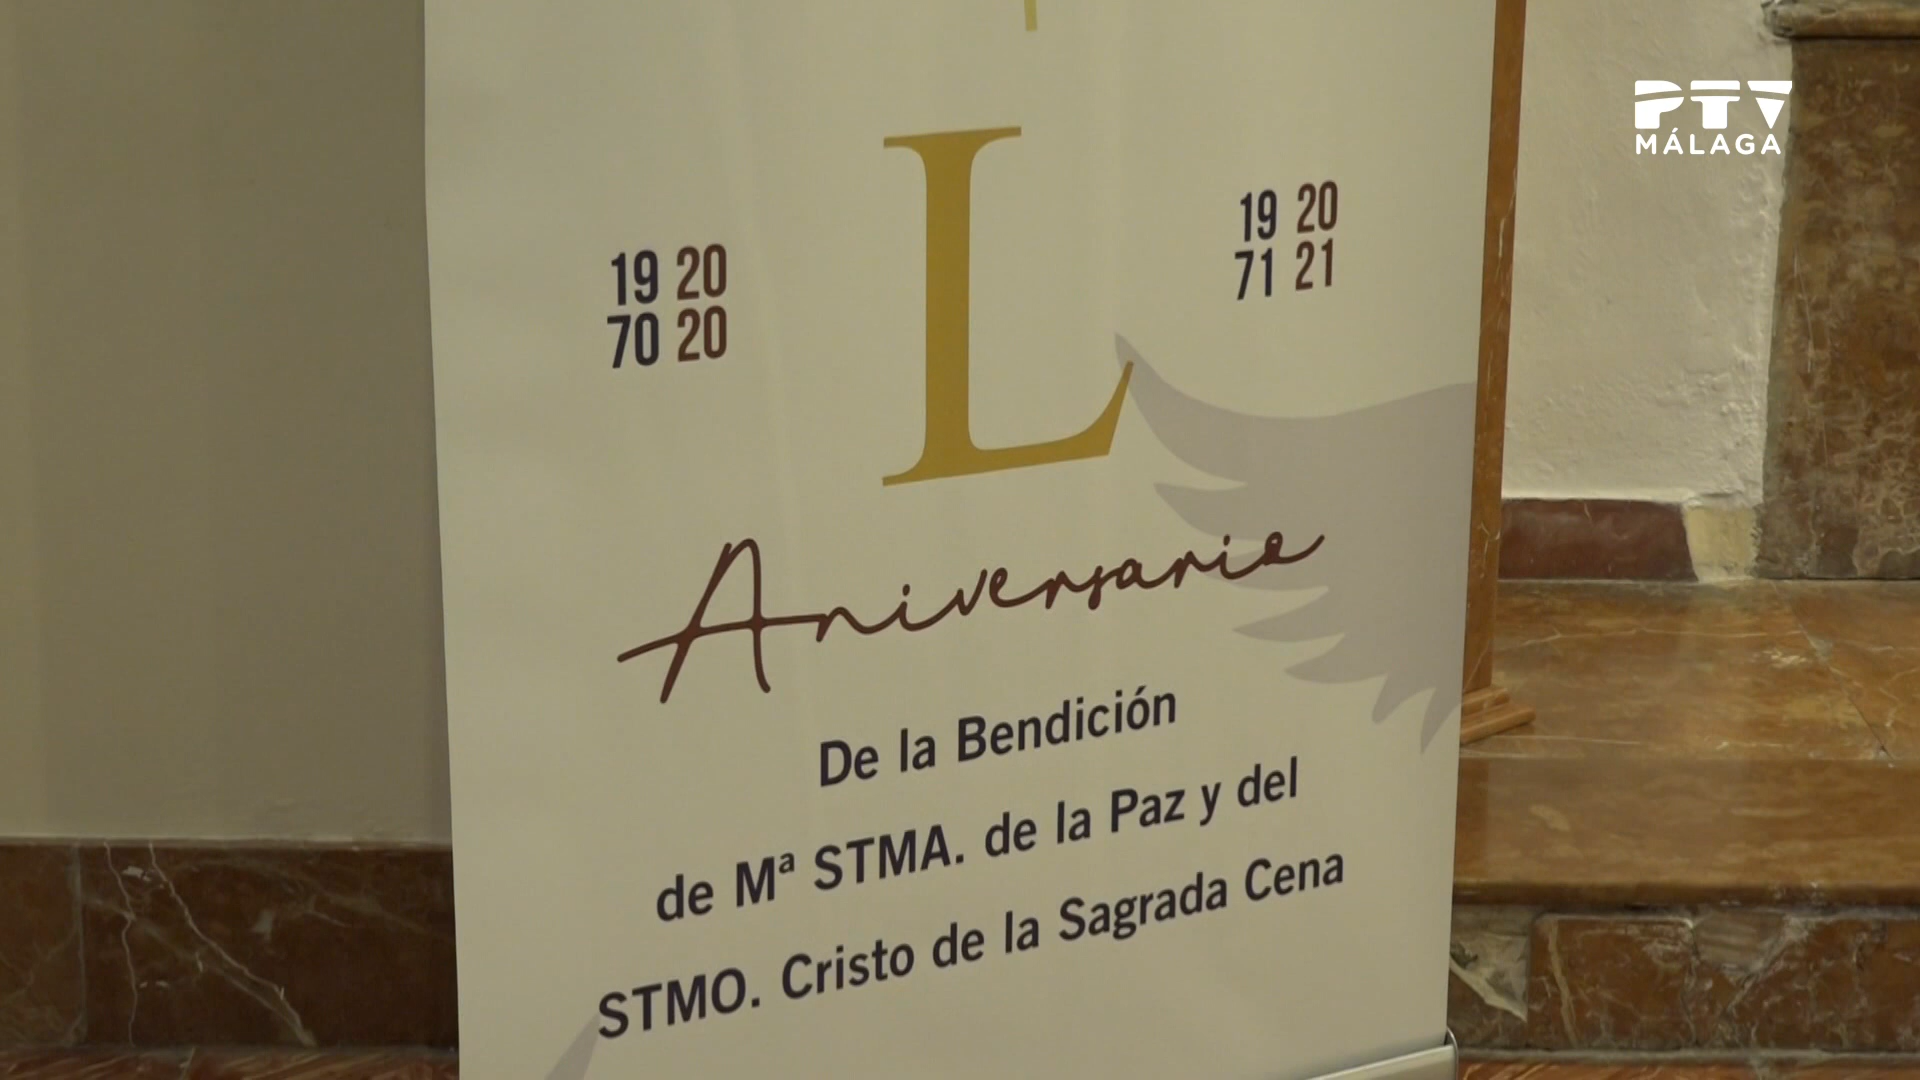 PTV
MÁLAGA
L
19 20
70 20
19 20
71 21
Aniversario
De la Bendición
de Mª STMA. de la Paz y del
STMO. Cristo de la Sagrada Cena